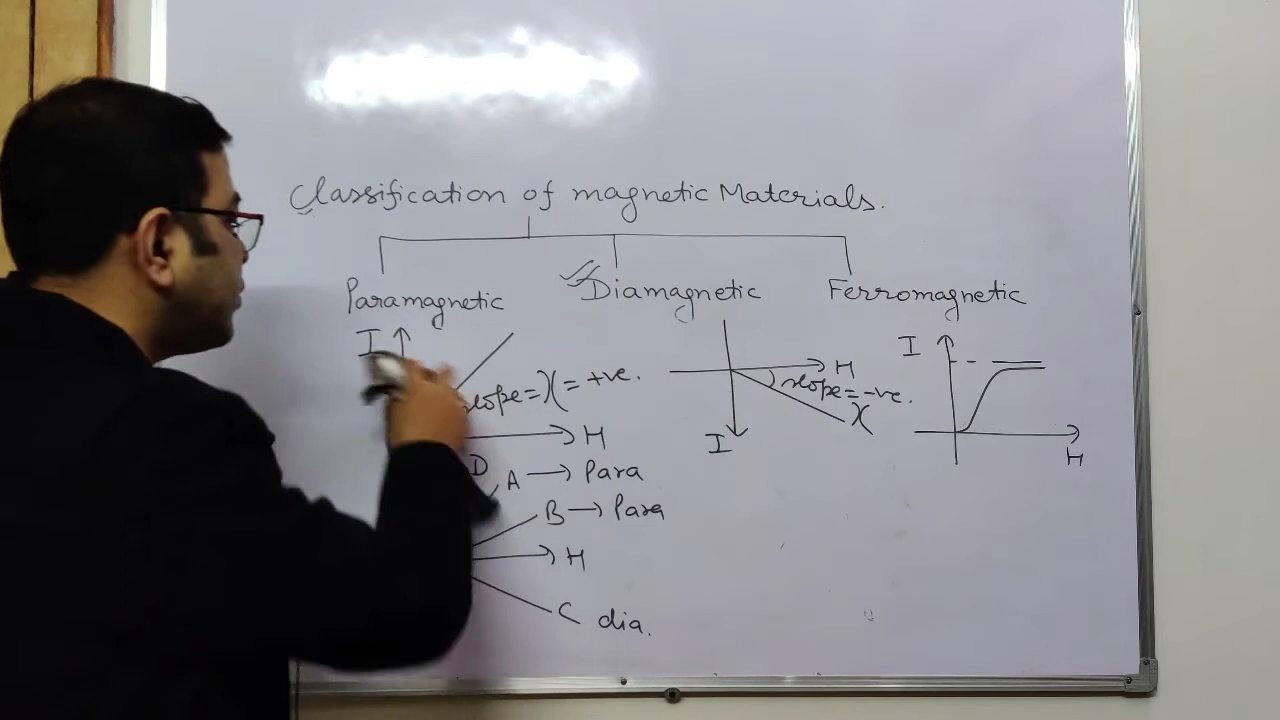 Classification of magnetic Materials.
Paramagnetic Diamagnetic Ferromagnetic
I
slope = χ = +ve.
H
H
slope = -ve.
χ
I
I
H
D
A → Para
B → Para
H
C dia.